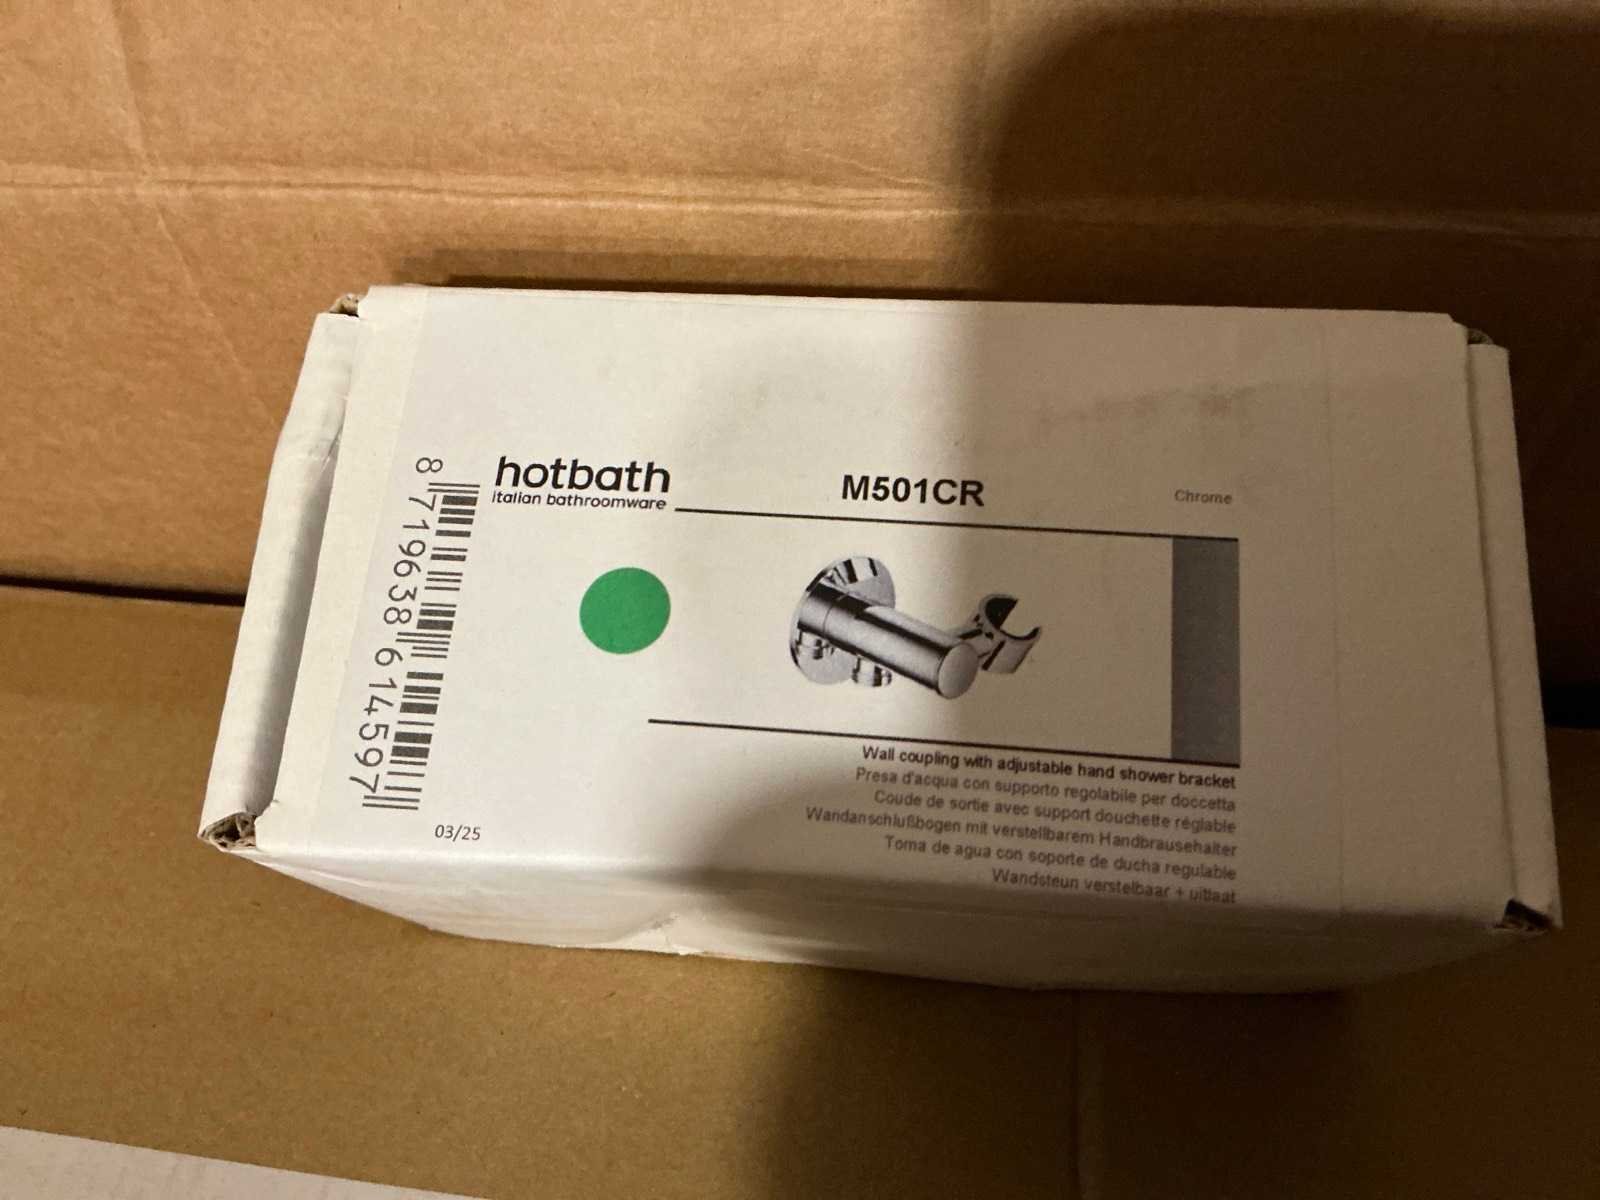 hotbath
italian bathroomware
M501CR
Chrome
8 719638 614597
03/25
Wall coupling with adjustable hand shower bracket
Presa d'acqua con supporto regolabile per doccetta
Coude de sortie avec support douchette réglable
Wandanschlußbogen mit verstellbarem Handbrausehalter
Toma de agua con soporte de ducha regulable
Wandsteun verstelbaar + uitlaat